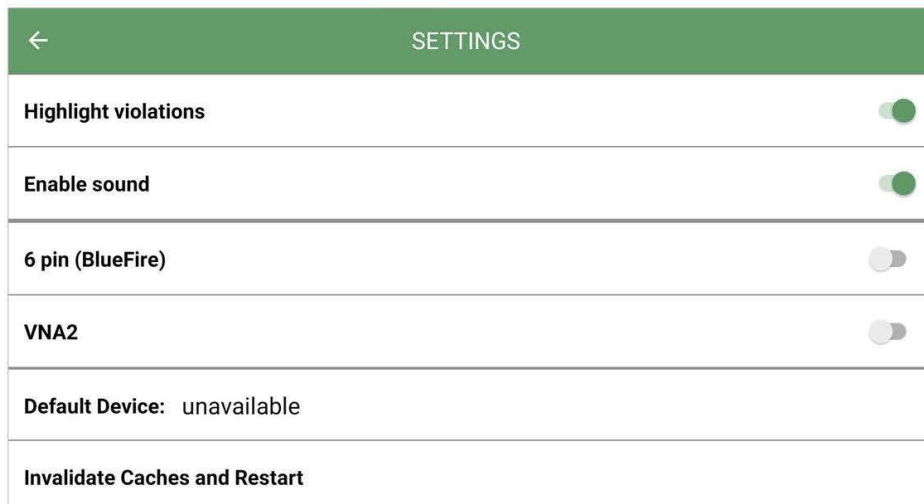 SETTINGS
Highlight violations
Enable sound
6 pin (BlueFire)
VNA2
Default Device: unavailable
Invalidate Caches and Restart